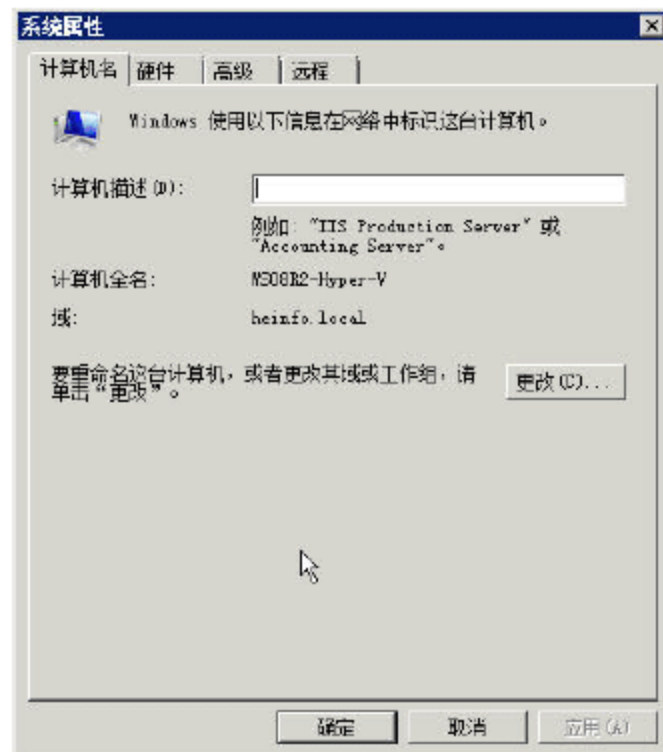 系统属性
计算机名 硬件 高级 远程
Windows 使用以下信息在网络中标识这台计算机。
计算机描述(D):
例如: "IIS Production Server" 或
"Accounting Server"。
计算机全名: WS08R2-Hyper-V
域: heinfo.local
要重命名这台计算机，或者更改其域或工作组，请
单击“更改”。
更改(C)...
确定 取消 应用(A)